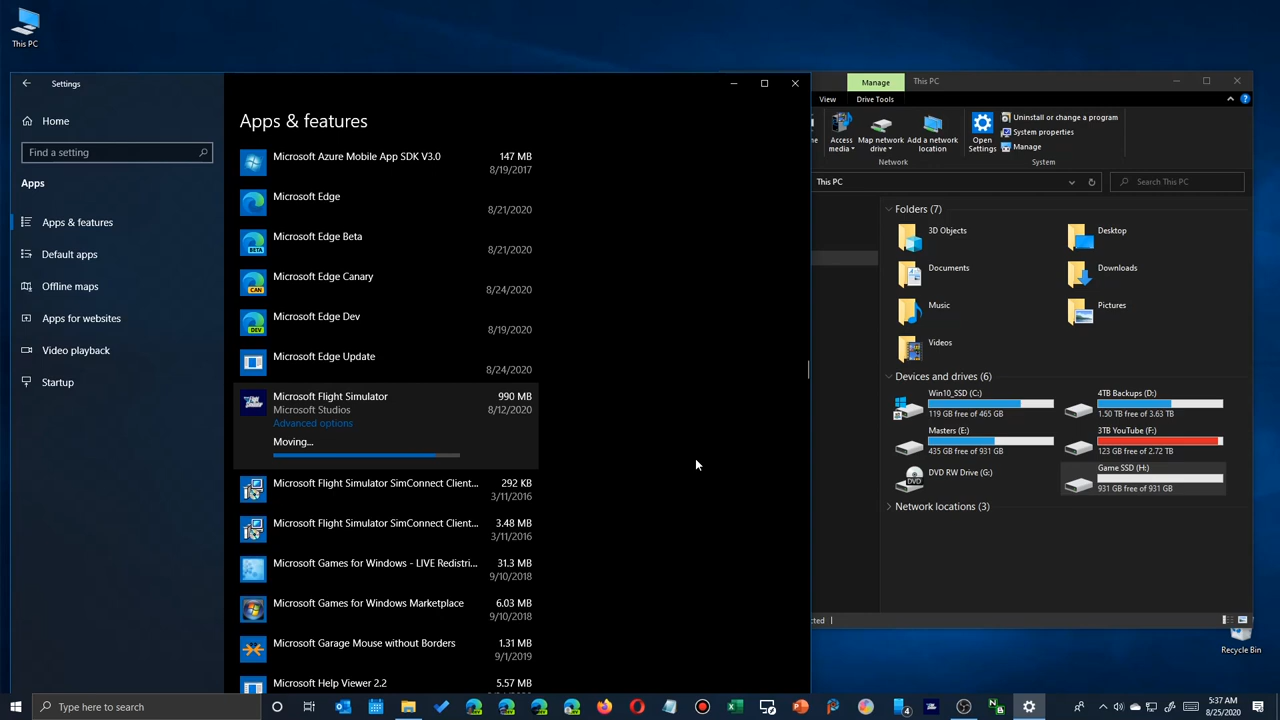 This PC
Settings
Home
Find a setting
Apps
Apps & features
Default apps
Offline maps
Apps for websites
Video playback
Startup
Apps & features
Microsoft Azure Mobile App SDK V3.0
147 MB
8/19/2017
Microsoft Edge
8/21/2020
Microsoft Edge Beta
8/21/2020
Microsoft Edge Canary
8/24/2020
Microsoft Edge Dev
8/19/2020
Microsoft Edge Update
8/24/2020
Microsoft Flight Simulator
990 MB
Microsoft Studios
8/12/2020
Advanced options
Moving...
Microsoft Flight Simulator SimConnect Client...
292 KB
3/11/2016
Microsoft Flight Simulator SimConnect Client...
3.48 MB
3/11/2016
Microsoft Games for Windows - LIVE Redistri...
31.3 MB
9/10/2018
Microsoft Games for Windows Marketplace
6.03 MB
9/10/2018
Microsoft Garage Mouse without Borders
1.31 MB
9/1/2019
Microsoft Help Viewer 2.2
5.57 MB
Manage
This PC
View
Drive Tools
Access
media
Map network
drive
Add a network
location
Network
Open
Settings
Uninstall or change a program
System properties
Manage
System
This PC
Search This PC
Folders (7)
3D Objects
Desktop
Documents
Downloads
Music
Pictures
Videos
Devices and drives (6)
Win10_SSD (C:)
119 GB free of 465 GB
4TB Backups (D:)
1.50 TB free of 3.63 TB
Masters (E:)
435 GB free of 931 GB
3TB YouTube (F:)
123 GB free of 2.72 TB
DVD RW Drive (G:)
Game SSD (H:)
931 GB free of 931 GB
Network locations (3)
Recycle Bin
Type here to search
5:37 AM
8/25/2020